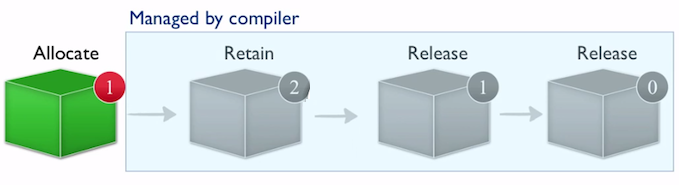 Managed by compiler
Allocate
Retain
Release
Release
1
2
1
0